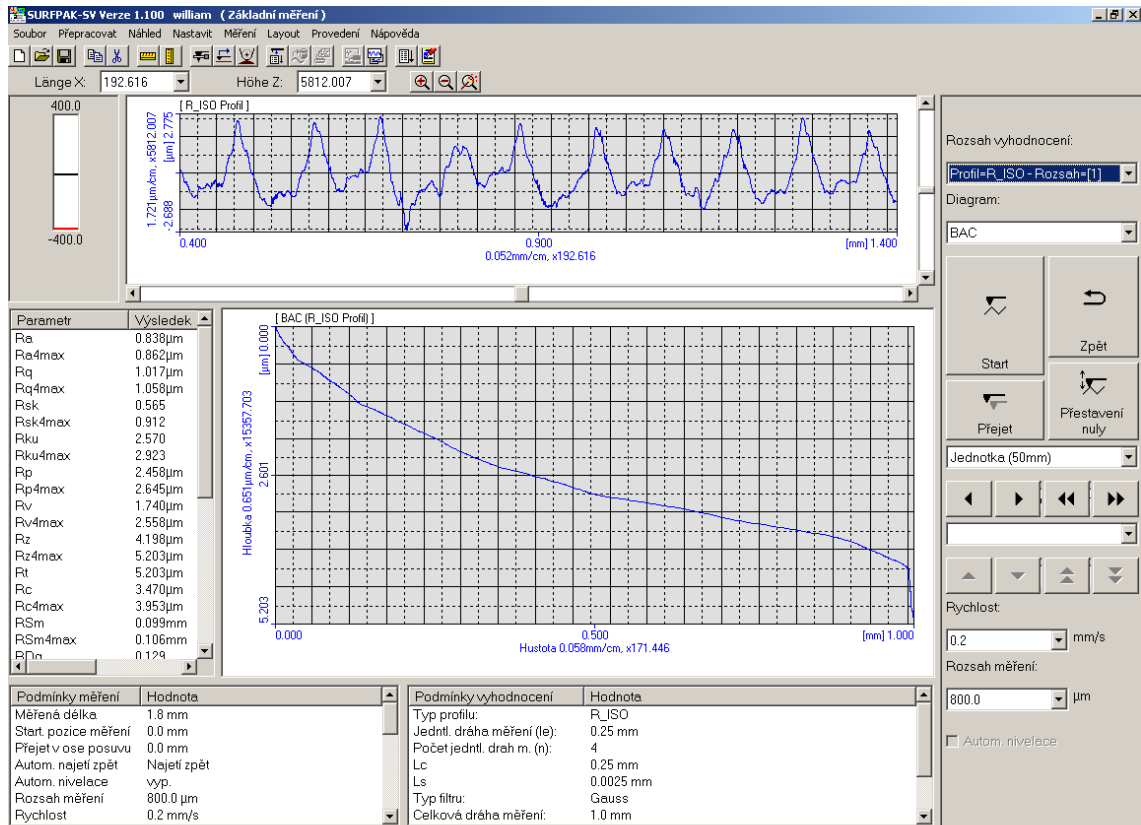 SURFPAK-SV Verze 1.100 william ( Základní měření )
Soubor Přepracovat Náhled Nastavit Měření Layout Provedení Nápověda
Länge X: 192.616 Höhe Z: 5812.007
400.0
-400.0
[ R_ISO Profil ]
1.721µm/cm, x5812.007
-2.688 [µm] 2.775
0.400 0.900 [mm] 1.400
0.052mm/cm, x192.616
Parametr Výsledek
Ra 0.838µm
Ra4max 0.862µm
Rq 1.017µm
Rq4max 1.058µm
Rsk 0.565
Rsk4max 0.912
Rku 2.570
Rku4max 2.923
Rp 2.458µm
Rp4max 2.645µm
Rv 1.740µm
Rv4max 2.558µm
Rz 4.198µm
Rz4max 5.203µm
Rt 5.203µm
Rc 3.470µm
Rc4max 3.953µm
RSm 0.099mm
RSm4max 0.106mm
RDq 0.129
[ BAC (R_ISO Profil) ]
Hloubka 0.651µm/cm, x15357.703
5.203 2.601 [µm] 0.000
0.000 0.500 [mm] 1.000
Hustota 0.058mm/cm, x171.446
Podmínky měření Hodnota
Měřená délka 1.8 mm
Start. pozice měření 0.0 mm
Přejet v ose posuvu 0.0 mm
Autom. najetí zpět Najetí zpět
Autom. nivelace vyp.
Rozsah měření 800.0 µm
Rychlost 0.2 mm/s
Podmínky vyhodnocení Hodnota
Typ profilu: R_ISO
Jedntl. dráha měření (le): 0.25 mm
Počet jedntl. drah m. (n): 4
Lc 0.25 mm
Ls 0.0025 mm
Typ filtru: Gauss
Celková dráha měření: 1.0 mm
Rozsah vyhodnocení:
Profil=R_ISO - Rozsah=[1]
Diagram:
BAC
Start
Zpět
Přejet
Přestavení
nuly
Jednotka (50mm)
Rychlost:
0.2 mm/s
Rozsah měření:
800.0 µm
Autom. nivelace